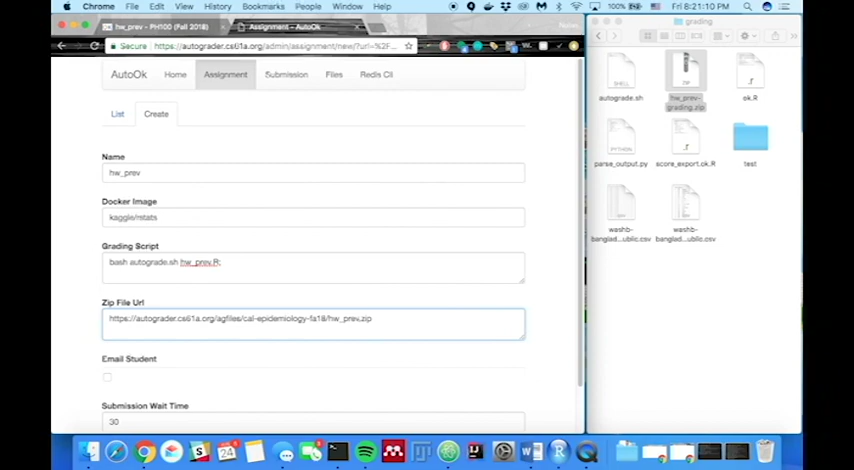 Chrome File Edit View History Bookmarks People Window Help
100% Fri 8:21:10 PM
hw_prev - PH100 (Fall 2018)
Assignment - AutoOk
grading
Secure https://autograder.cs61a.org/admin/assignment/new/?url=%2F...
AutoOk Home Assignment Submission Files Redis Cli
List Create
Name
hw_prev
Docker Image
kaggle/rstats
Grading Script
bash autograde.sh hw_prev.R;
Zip File Url
https://autograder.cs61a.org/agfiles/cal-epidemiology-fa18/hw_prev.zip
Email Student
Submission Wait Time
30
SHELL
autograde.sh
ZIP
hw_prev-
grading.zip
.r
ok.R
PYTHON
parse_output.py
.r
score_export.ok.R
test
washb-
banglad...ublic.csv
washb-
banglad...ublic.csv
24